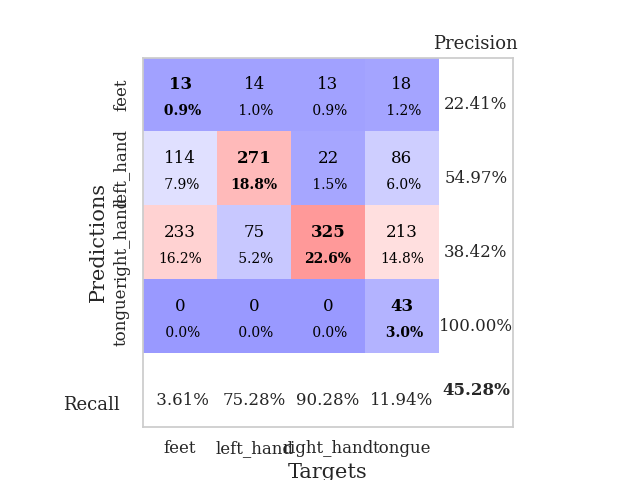 Precision
feet
13 14 13 18
0.9% 1.0% 0.9% 1.2%
22.41%
left_hand
114 271 22 86
7.9% 18.8% 1.5% 6.0%
54.97%
right_hand
233 75 325 213
16.2% 5.2% 22.6% 14.8%
38.42%
tongue
0 0 0 43
0.0% 0.0% 0.0% 3.0%
100.00%
Predictions
Recall
3.61% 75.28% 90.28% 11.94%
45.28%
feet left_hand right_hand tongue
Targets